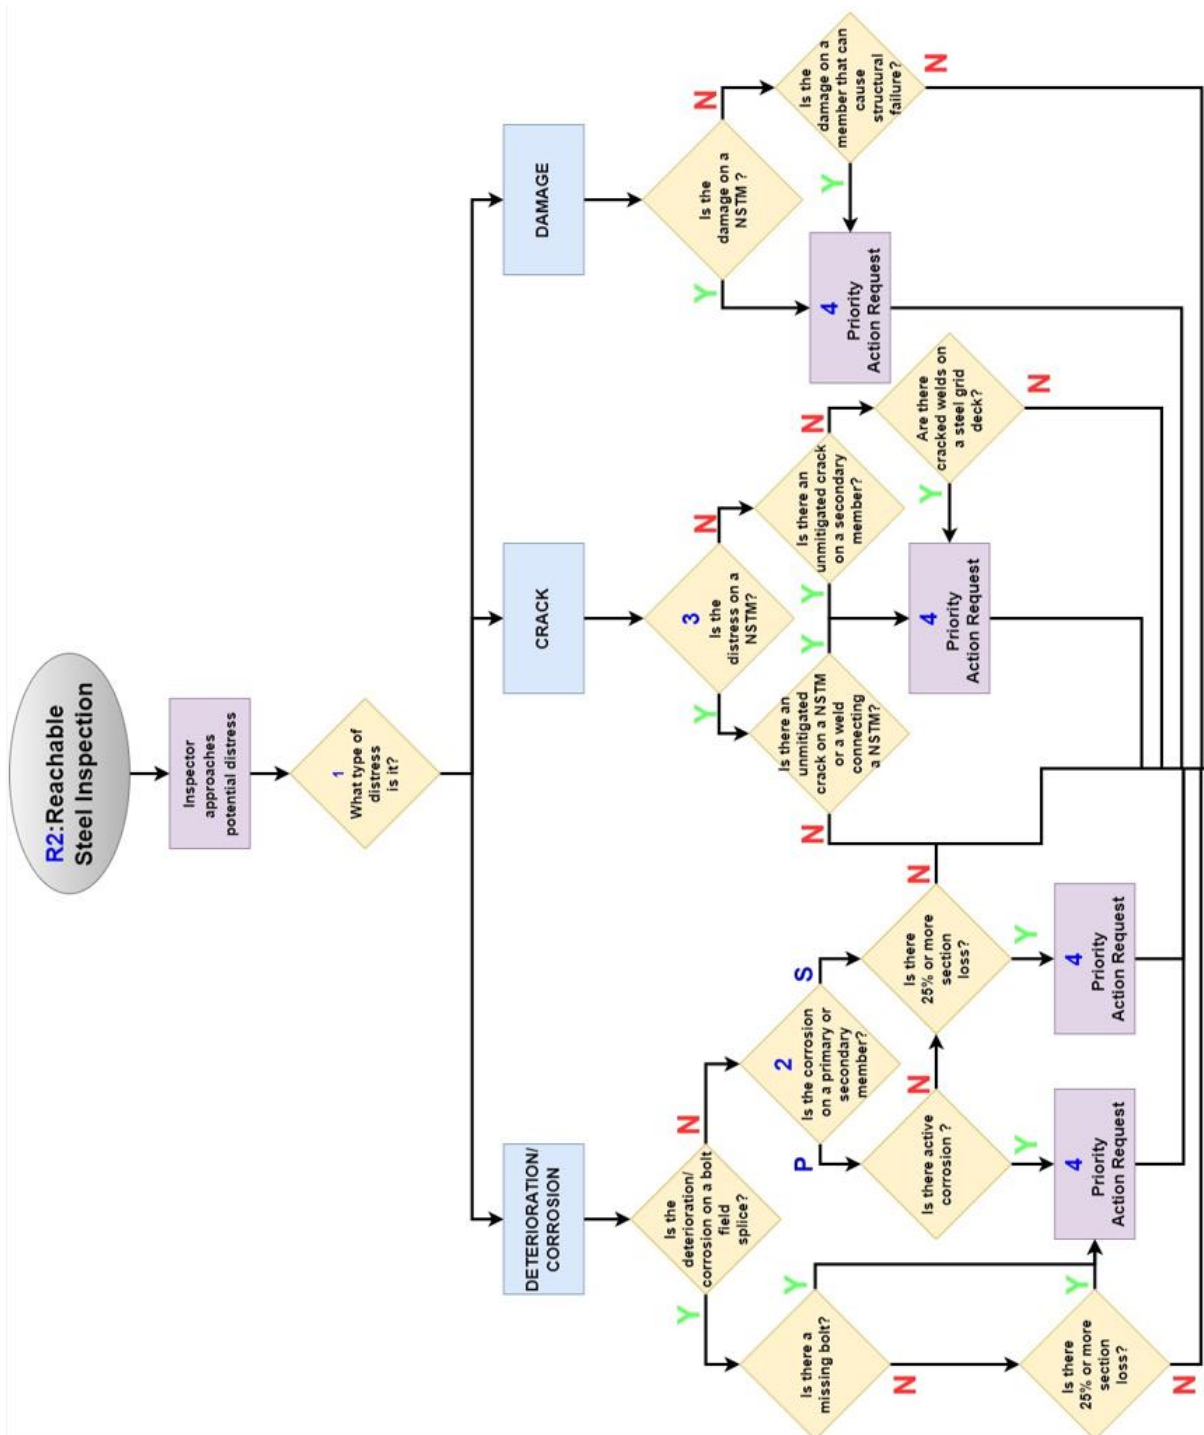 R2:Reachable
Steel Inspection
Inspector
approaches
potential distress
1
What type of
distress
is it?
DETERIORATION/
CORROSION
CRACK
DAMAGE
Is the
deterioration/
corrosion on a bolt
field
splice?
Y
N
Is there a
missing bolt?
Y
N
Is there
25% or more
section
loss?
Y
N
2
Is the corrosion
on a primary or
secondary
member?
P
S
Is there active
corrosion ?
N
Y
Is there
25% or more
section
loss?
N
Y
4
Priority
Action Request
4
Priority
Action Request
3
Is the
distress on a
NSTM?
Y
N
Is there an
unmitigated
crack on a NSTM
or a weld
connecting
a NSTM?
N
Y
Is there an
unmitigated crack
on a secondary
member?
Y
N
Are there
cracked welds on
a steel grid
deck?
Y
N
4
Priority
Action Request
Is the
damage on a
NSTM ?
Y
N
Is the
damage on a
member that can
cause
structural
failure?
Y
N
4
Priority
Action Request